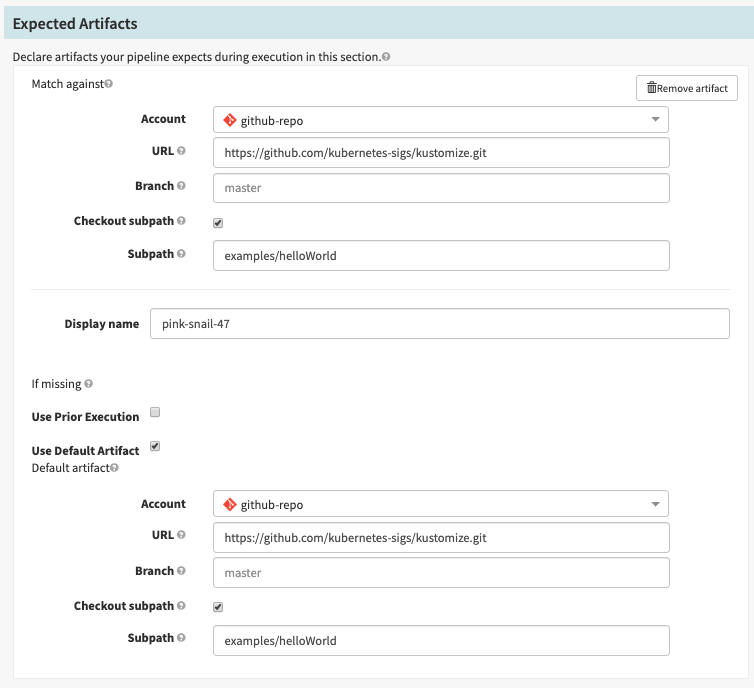 Expected Artifacts
Declare artifacts your pipeline expects during execution in this section.
Match against
Remove artifact
Account github-repo
URL https://github.com/kubernetes-sigs/kustomize.git
Branch master
Checkout subpath
Subpath examples/helloWorld
Display name pink-snail-47
If missing
Use Prior Execution
Use Default Artifact
Default artifact
Account github-repo
URL https://github.com/kubernetes-sigs/kustomize.git
Branch master
Checkout subpath
Subpath examples/helloWorld